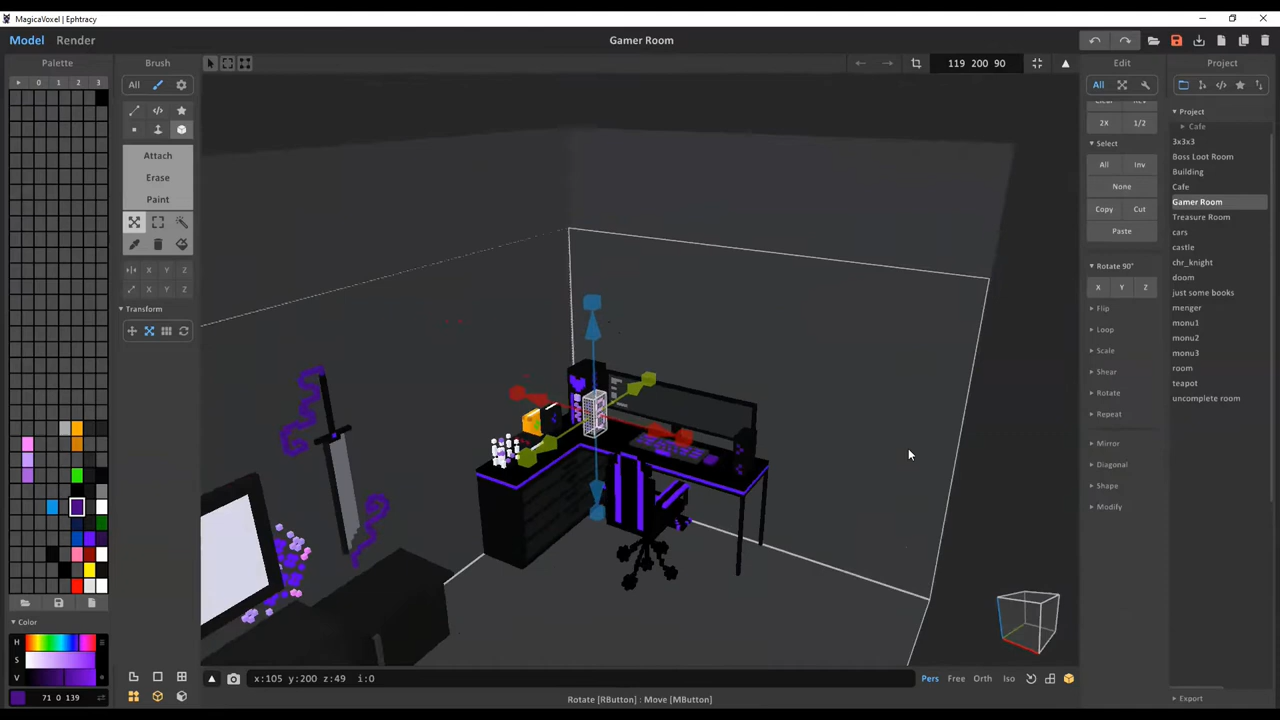 MagicaVoxel | Ephtracy
Model Render
Gamer Room
Palette
0 1 2 3
Brush
All
Attach
Erase
Paint
X Y Z
X Y Z
Transform
Color
H
S
V
71 0 139
119 200 90
x:105 y:200 z:49 i:0
Pers Free Orth Iso
Rotate [RButton] : Move [MButton]
Edit
All
2X 1/2
Select
All Inv
None
Copy Cut
Paste
Rotate 90°
X Y Z
Flip
Loop
Scale
Shear
Rotate
Repeat
Mirror
Diagonal
Shape
Modify
Project
Project
Cafe
3x3x3
Boss Loot Room
Building
Cafe
Gamer Room
Treasure Room
cars
castle
chr_knight
doom
just some books
menger
monu1
monu2
monu3
room
teapot
uncomplete room
Export